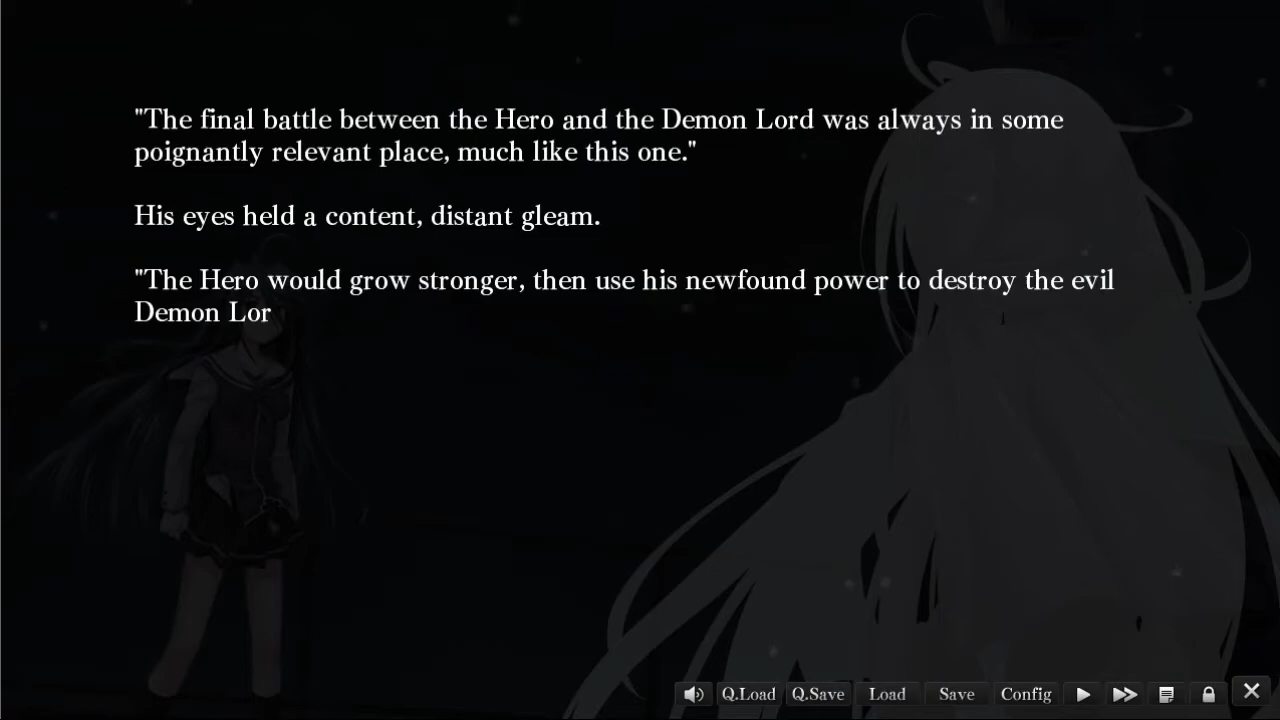 "The final battle between the Hero and the Demon Lord was always in some
poignantly relevant place, much like this one."
His eyes held a content, distant gleam.
"The Hero would grow stronger, then use his newfound power to destroy the evil
Demon Lor
Q.Load Q.Save Load Save Config